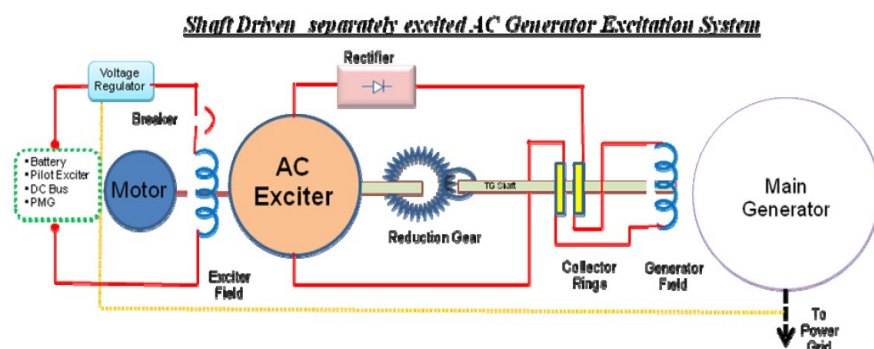 Shaft Driven separately excited AC Generator Excitation System
Voltage
Regulator
Rectifier
Breaker
• Battery
• Pilot Exciter
• DC Bus
• PMG
Motor
AC
Exciter
TG Shaft
Main
Generator
Reduction Gear
Exciter
Field
Collector
Rings
Generator
Field
To
Power
Grid